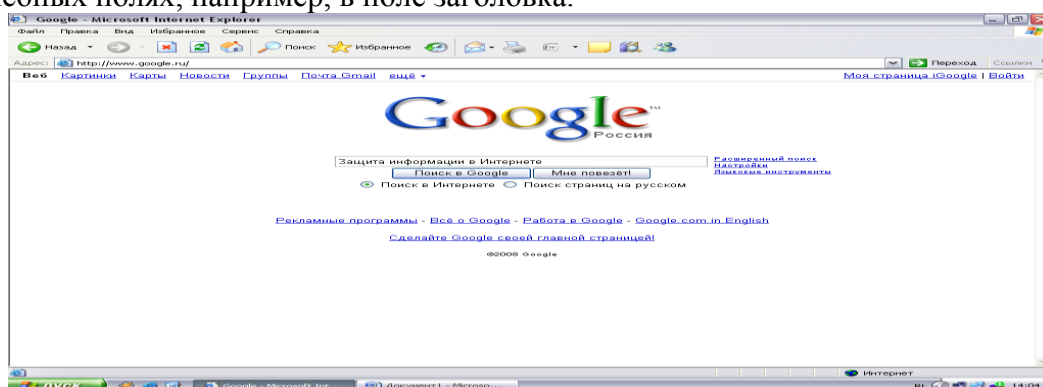 полях, например, в поле заголовка.
Google - Microsoft Internet Explorer
Файл Правка Вид Избранное Сервис Справка
Назад Поиск Избранное
Адрес: http://www.google.ru/ Переход Ссылки
Веб Картинки Карты Новости Группы Почта Gmail ещё Моя страница iGoogle | Войти
Google™
Россия
Защита информации в Интернете
Расширенный поиск
Настройки
Языковые инструменты
Поиск в Google Мне повезёт!
Поиск в Интернете Поиск страниц на русском
Рекламные программы - Всё о Google - Работа в Google - Google.com in English
Сделайте Google своей главной страницей!
©2008 Google
Интернет
пуск Google - Microsoft Int... Документ1 - Microso... 14:04